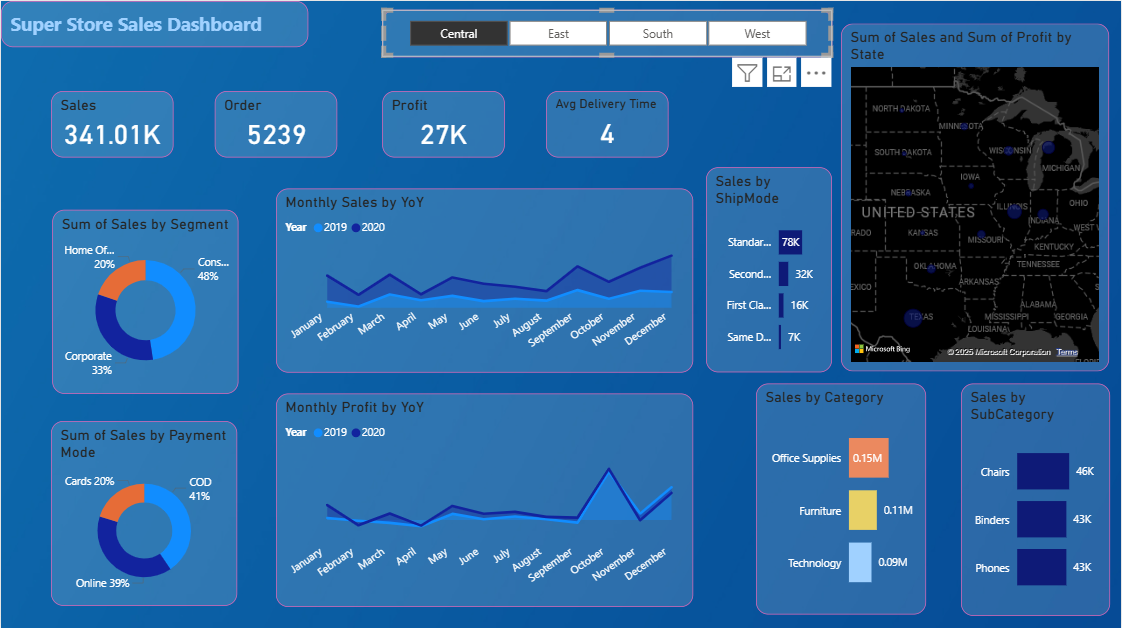 Super Store Sales Dashboard
Central
East
South
West
Sales
341.01K
Order
5239
Profit
27K
Avg Delivery Time
4
Sum of Sales by Segment
Home Of...
20%
Cons...
48%
Corporate
33%
Monthly Sales by YoY
Year 2019 2020
January
February
March
April
May
June
July
August
September
October
November
December
Sales by
ShipMode
Standar... 78K
Second... 32K
First Cla... 16K
Same D... 7K
Sum of Sales and Sum of Profit by
State
NORTH DAKOTA
MINNESOTA
SOUTH DAKOTA
WISCONSIN
MICHIGAN
IOWA
NEBRASKA
UNITED STATES
ILLINOIS
INDIANA
OHIO
RADO
KANSAS
MISSOURI
WEST V
KENTUCKY
TENNESSEE
OKLAHOMA
ARKANSAS
EXICO
MISSISSIPPI
ALABAMA
GEORGIA
TEXAS
LOUISIANA
Microsoft Bing
© 2025 Microsoft Corporation Terms
Sum of Sales by Payment
Mode
Cards 20%
COD
41%
Online 39%
Monthly Profit by YoY
Year 2019 2020
January
February
March
April
May
June
July
August
September
October
November
December
Sales by Category
Office Supplies 0.15M
Furniture 0.11M
Technology 0.09M
Sales by
SubCategory
Chairs 46K
Binders 43K
Phones 43K